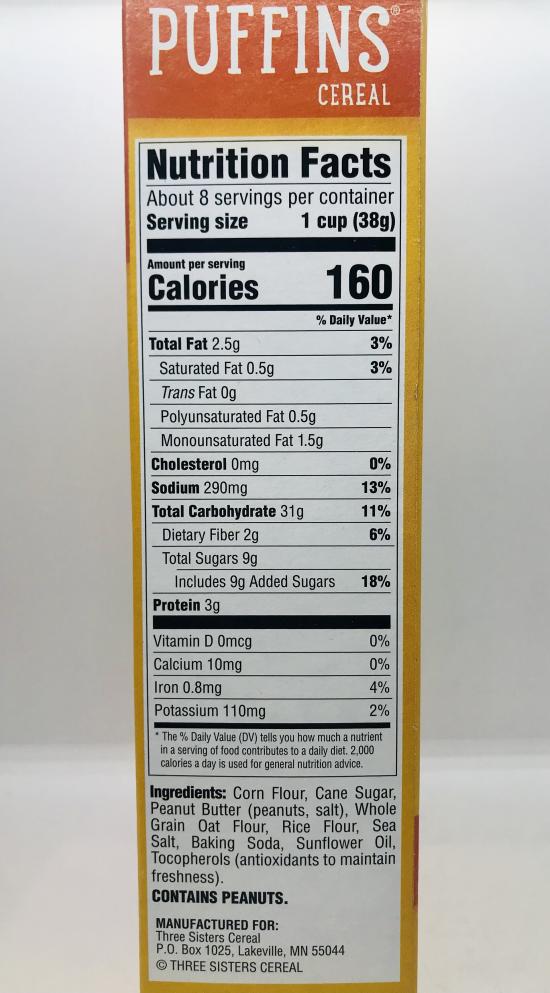 PUFFINS®
CEREAL
Nutrition Facts
About 8 servings per container
Serving size 1 cup (38g)
Amount per serving
Calories 160
% Daily Value*
Total Fat 2.5g 3%
Saturated Fat 0.5g 3%
Trans Fat 0g
Polyunsaturated Fat 0.5g
Monounsaturated Fat 1.5g
Cholesterol 0mg 0%
Sodium 290mg 13%
Total Carbohydrate 31g 11%
Dietary Fiber 2g 6%
Total Sugars 9g
Includes 9g Added Sugars 18%
Protein 3g
Vitamin D 0mcg 0%
Calcium 10mg 0%
Iron 0.8mg 4%
Potassium 110mg 2%
* The % Daily Value (DV) tells you how much a nutrient
in a serving of food contributes to a daily diet. 2,000
calories a day is used for general nutrition advice.
Ingredients: Corn Flour, Cane Sugar,
Peanut Butter (peanuts, salt), Whole
Grain Oat Flour, Rice Flour, Sea
Salt, Baking Soda, Sunflower Oil,
Tocopherols (antioxidants to maintain
freshness).
CONTAINS PEANUTS.
MANUFACTURED FOR:
Three Sisters Cereal
P.O. Box 1025, Lakeville, MN 55044
© THREE SISTERS CEREAL